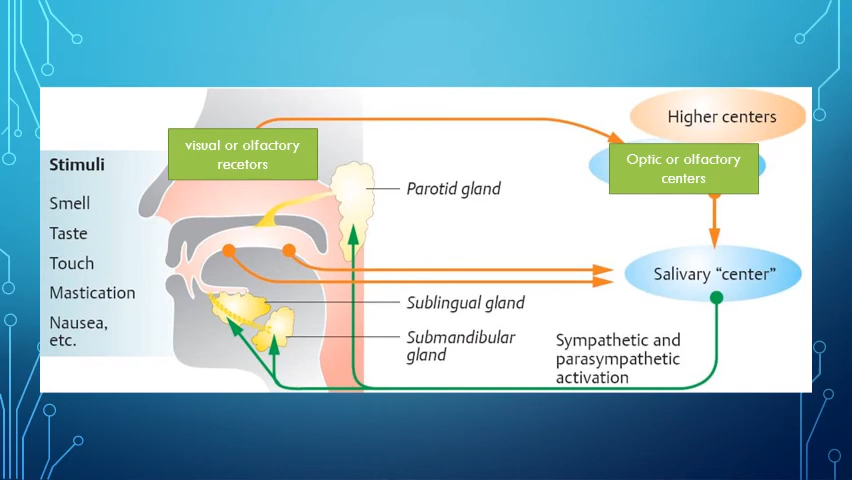 visual or olfactory
recetors
Higher centers
Optic or olfactory
centers
Stimuli
Smell
Taste
Touch
Mastication
Nausea,
etc.
Parotid gland
Salivary “center”
Sublingual gland
Submandibular
gland
Sympathetic and
parasympathetic
activation